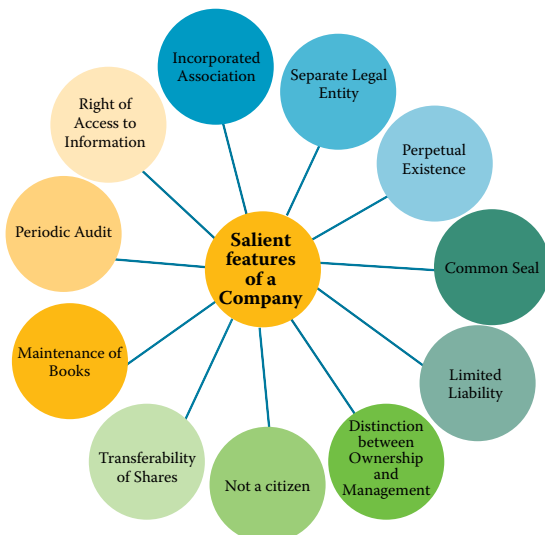 Salient
features
of a
Company
Incorporated
Association
Separate Legal
Entity
Perpetual
Existence
Common Seal
Limited
Liability
Distinction
between
Ownership
and
Management
Not a citizen
Transferability
of Shares
Maintenance of
Books
Periodic Audit
Right of
Access to
Information